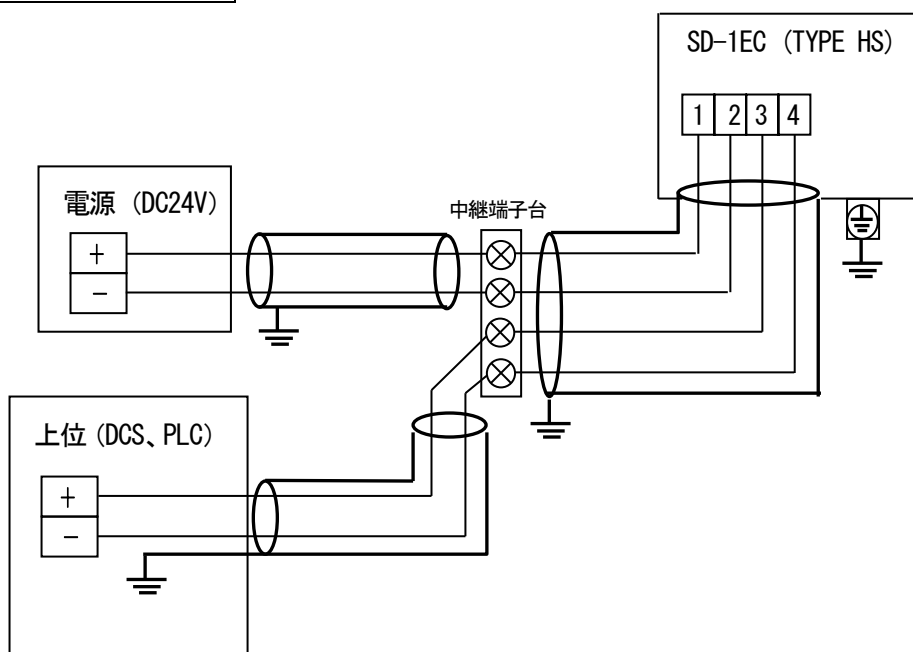 SD-1EC (TYPE HS)
1 2 3 4
電源 (DC24V)
+
−
中継端子台
上位 (DCS、PLC)
+
−